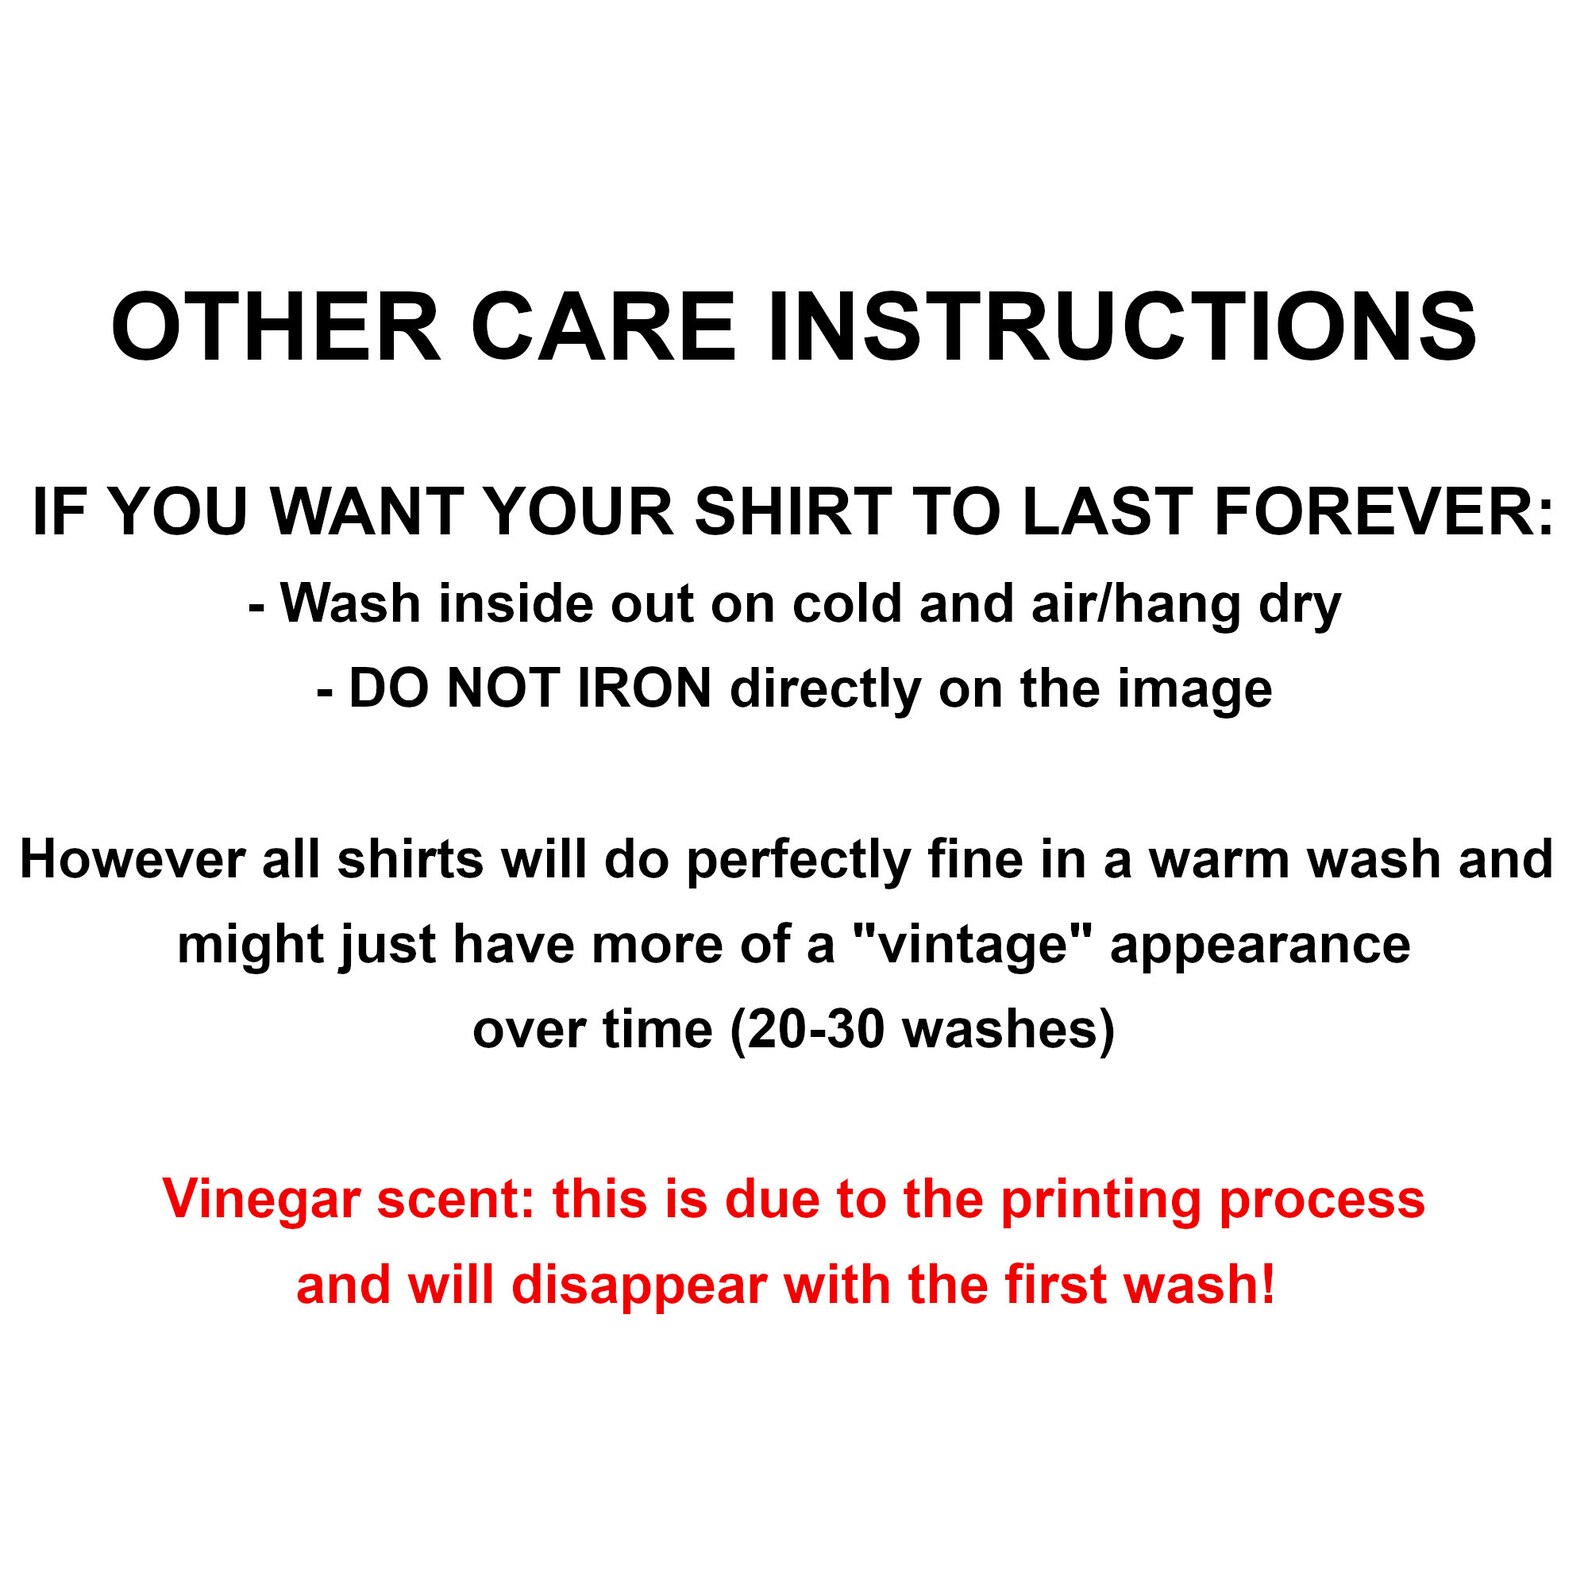 OTHER CARE INSTRUCTIONS
IF YOU WANT YOUR SHIRT TO LAST FOREVER:
- Wash inside out on cold and air/hang dry
- DO NOT IRON directly on the image
However all shirts will do perfectly fine in a warm wash and
might just have more of a "vintage" appearance
over time (20-30 washes)
Vinegar scent: this is due to the printing process
and will disappear with the first wash!